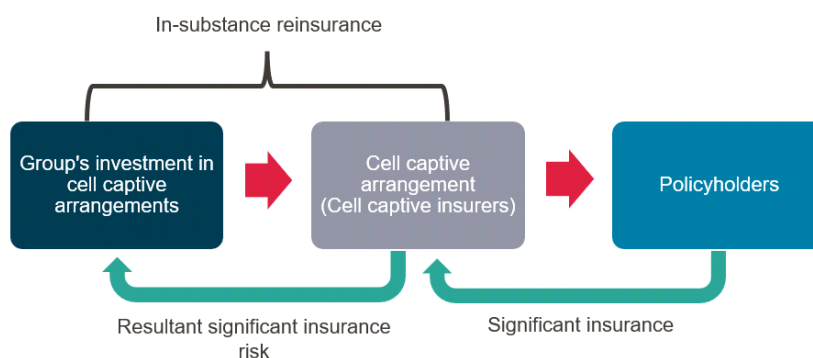 In-substance reinsurance
Group's investment in
cell captive
arrangements
Cell captive
arrangement
(Cell captive insurers)
Policyholders
Resultant significant insurance
risk
Significant insurance